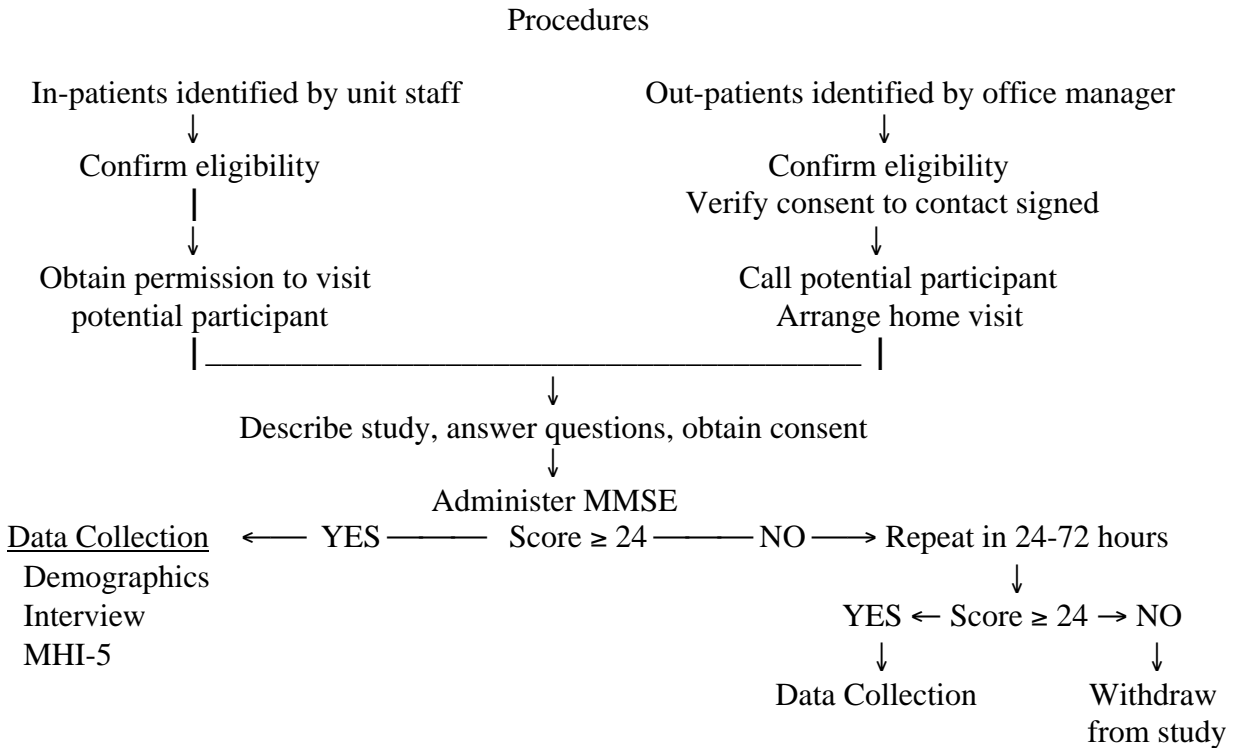 Procedures
In-patients identified by unit staff
Out-patients identified by office manager
↓
↓
Confirm eligibility
Confirm eligibility
Verify consent to contact signed
↓
↓
Obtain permission to visit
potential participant
Call potential participant
Arrange home visit
↓
Describe study, answer questions, obtain consent
↓
Administer MMSE
Data Collection ← YES — Score ≥ 24 — NO → Repeat in 24-72 hours
Demographics
Interview
MHI-5
↓
YES ← Score ≥ 24 → NO
↓
↓
Data Collection
Withdraw
from study